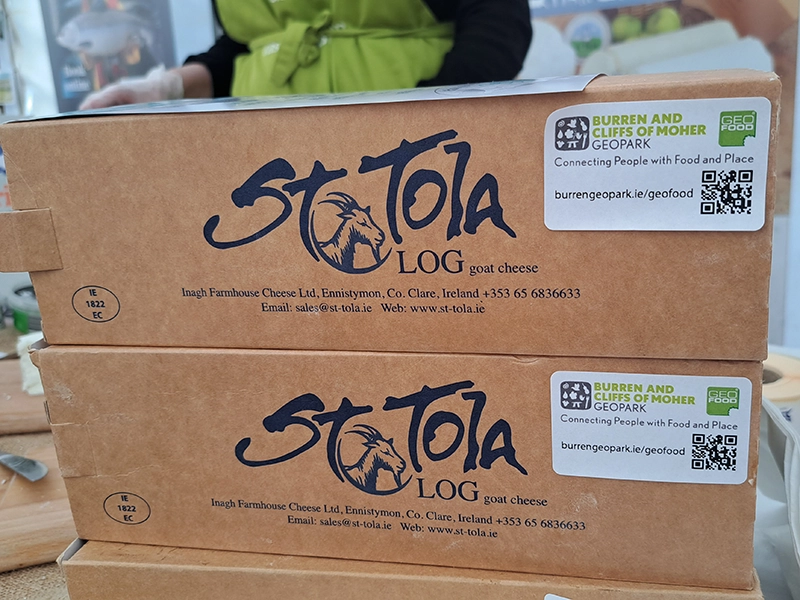 St Tola
LOG goat cheese
Inagh Farmhouse Cheese Ltd, Ennistymon, Co. Clare, Ireland +353 65 6836633
Email: sales@st-tola.ie Web: www.st-tola.ie
IE
1822
EC
BURREN AND
CLIFFS OF MOHER
GEOPARK
GEO
FOOD
Connecting People with Food and Place
burrengeopark.ie/geofood
St Tola
LOG goat cheese
Inagh Farmhouse Cheese Ltd, Ennistymon, Co. Clare, Ireland +353 65 6836633
Email: sales@st-tola.ie Web: www.st-tola.ie
IE
1822
EC
BURREN AND
CLIFFS OF MOHER
GEOPARK
GEO
FOOD
Connecting People with Food and Place
burrengeopark.ie/geofood